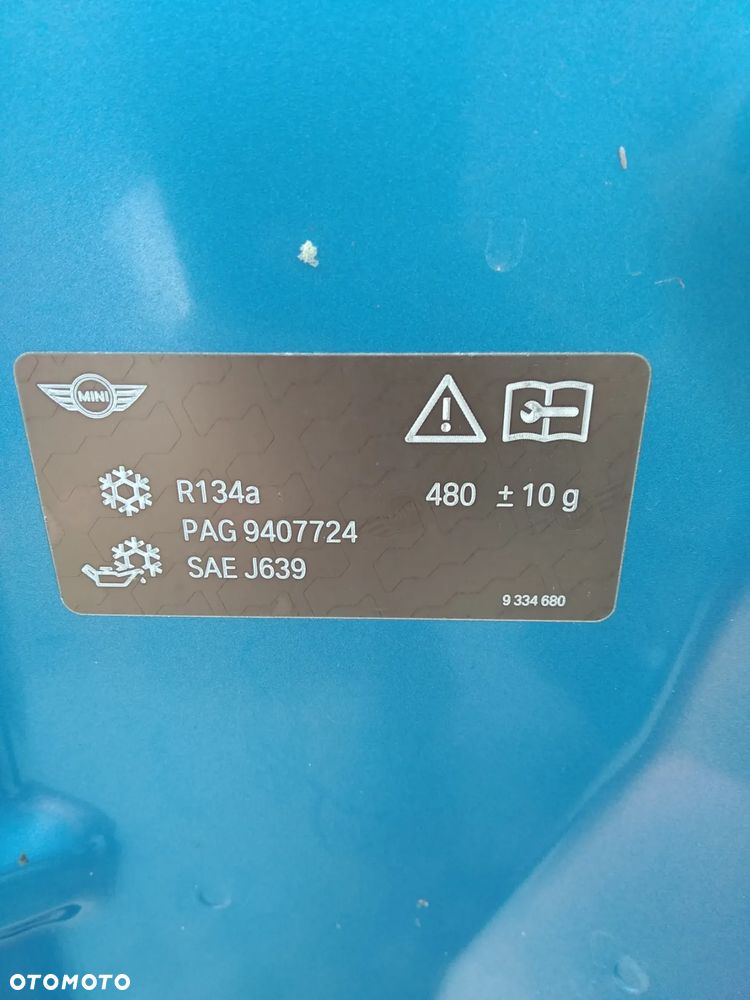 MINI
R134a 480 ± 10 g
PAG 9407724
SAE J639
9 334 680
OTOMOTO